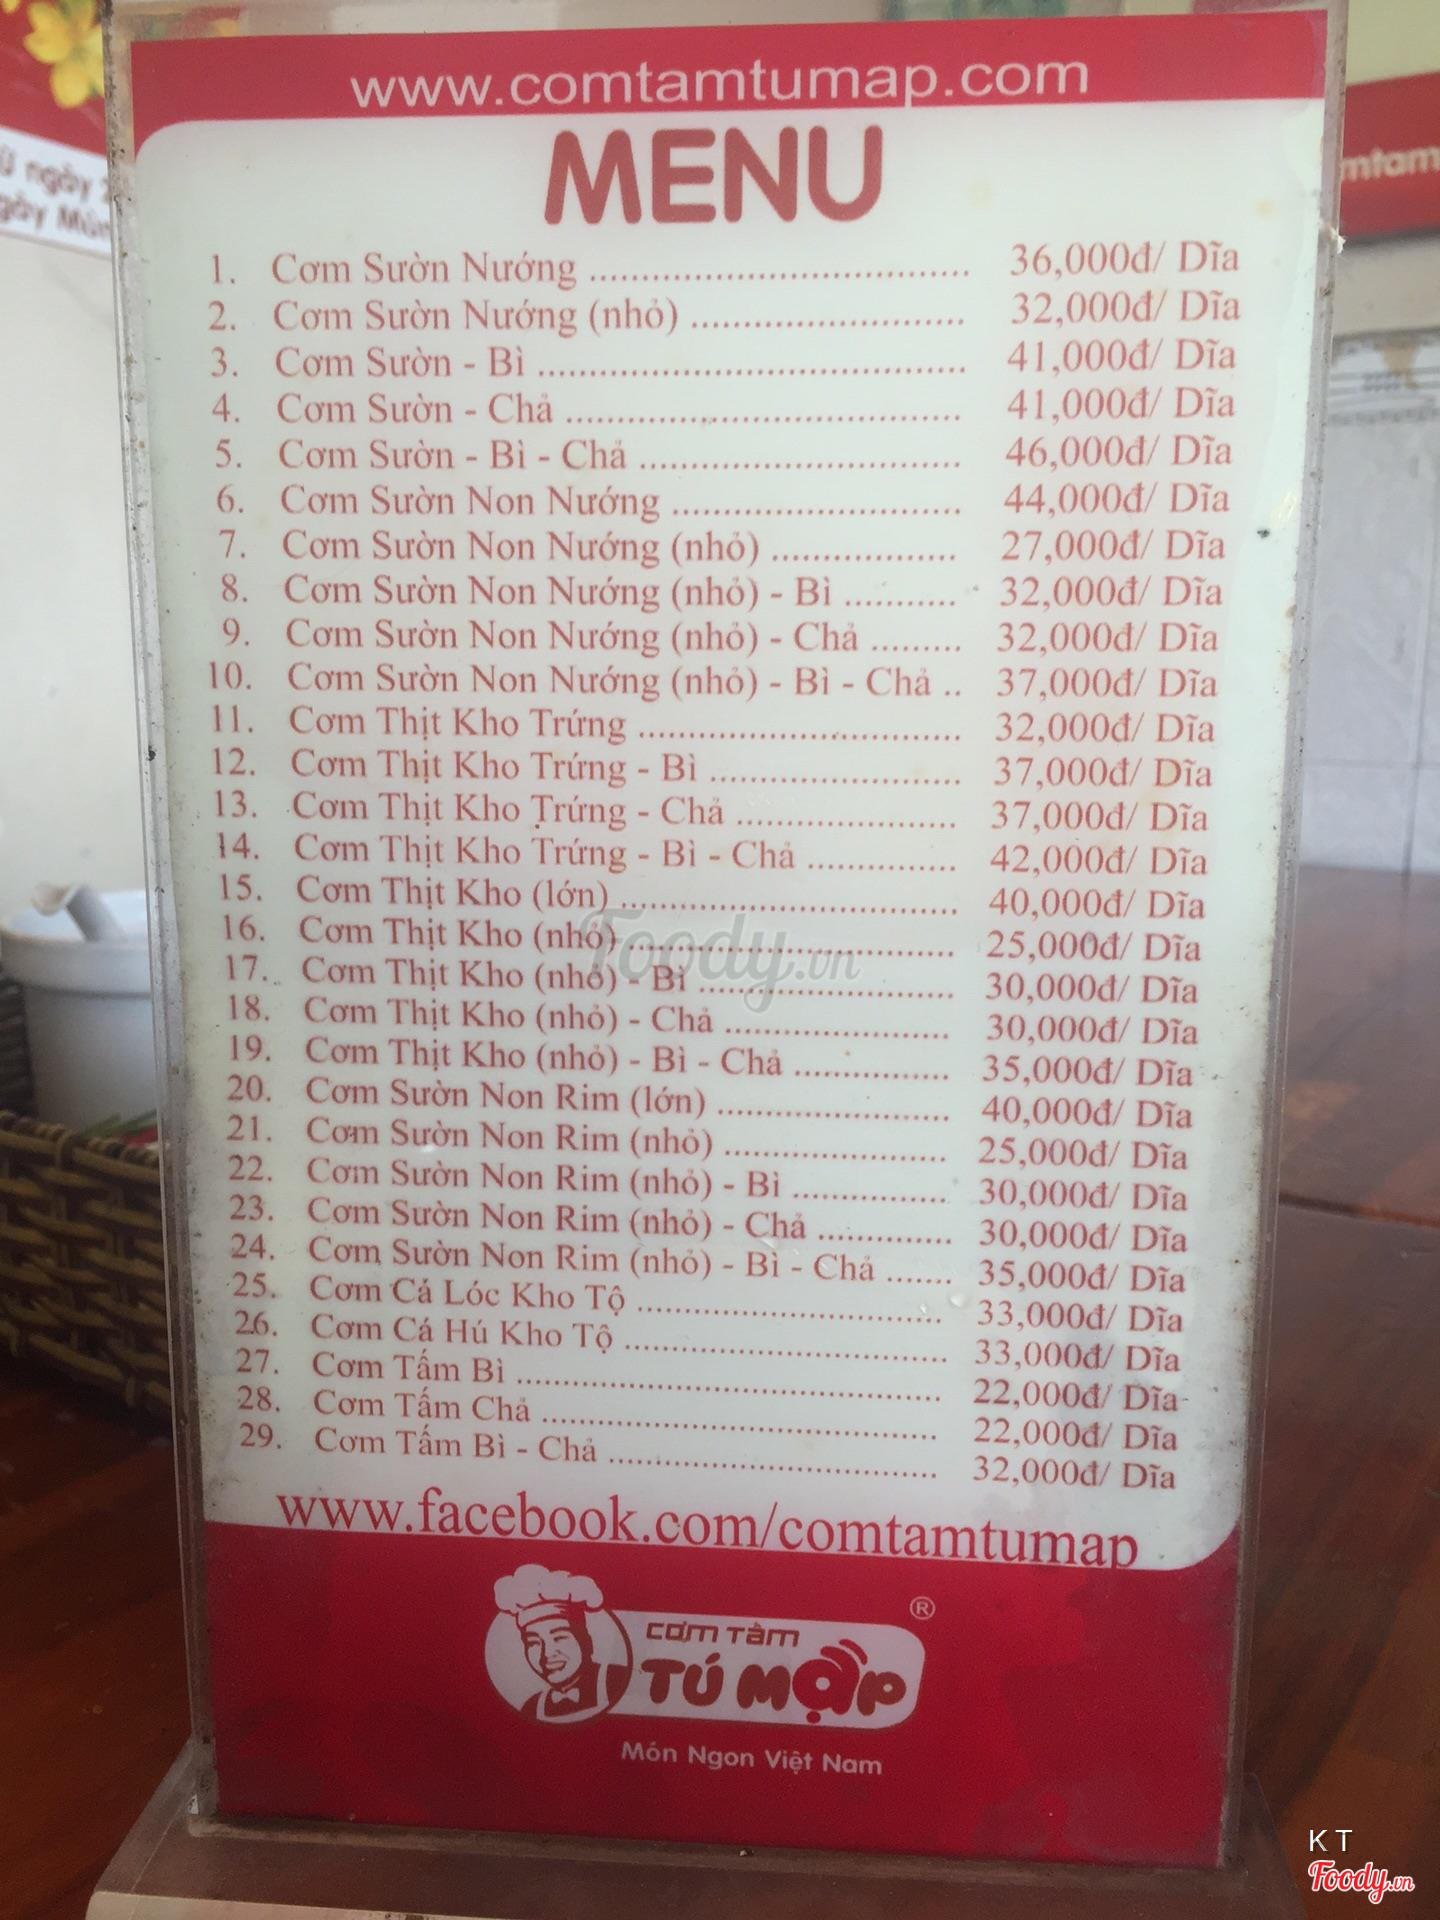 www.comtamtumap.com
MENU
1. Cơm Sườn Nướng ........ 36,000đ/ Dĩa
2. Cơm Sườn Nướng (nhỏ) ........ 32,000đ/ Dĩa
3. Cơm Sườn - Bì ........ 41,000đ/ Dĩa
4. Cơm Sườn - Chả ........ 41,000đ/ Dĩa
5. Cơm Sườn - Bì - Chả ........ 46,000đ/ Dĩa
6. Cơm Sườn Non Nướng ........ 44,000đ/ Dĩa
7. Cơm Sườn Non Nướng (nhỏ) ........ 27,000đ/ Dĩa
8. Cơm Sườn Non Nướng (nhỏ) - Bì ........ 32,000đ/ Dĩa
9. Cơm Sườn Non Nướng (nhỏ) - Chả ........ 32,000đ/ Dĩa
10. Cơm Sườn Non Nướng (nhỏ) - Bì - Chả .. 37,000đ/ Dĩa
11. Cơm Thịt Kho Trứng ........ 32,000đ/ Dĩa
12. Cơm Thịt Kho Trứng - Bì ........ 37,000đ/ Dĩa
13. Cơm Thịt Kho Trứng - Chả ........ 37,000đ/ Dĩa
14. Cơm Thịt Kho Trứng - Bì - Chả ........ 42,000đ/ Dĩa
15. Cơm Thịt Kho (lớn) ........ 40,000đ/ Dĩa
16. Cơm Thịt Kho (nhỏ) ........ 25,000đ/ Dĩa
17. Cơm Thịt Kho (nhỏ) - Bì ........ 30,000đ/ Dĩa
18. Cơm Thịt Kho (nhỏ) - Chả ........ 30,000đ/ Dĩa
19. Cơm Thịt Kho (nhỏ) - Bì - Chả ........ 35,000đ/ Dĩa
20. Cơm Sườn Non Rim (lớn) ........ 40,000đ/ Dĩa
21. Cơm Sườn Non Rim (nhỏ) ........ 25,000đ/ Dĩa
22. Cơm Sườn Non Rim (nhỏ) - Bì ........ 30,000đ/ Dĩa
23. Cơm Sườn Non Rim (nhỏ) - Chả ........ 30,000đ/ Dĩa
24. Cơm Sườn Non Rim (nhỏ) - Bì - Chả ....... 35,000đ/ Dĩa
25. Cơm Cá Lóc Kho Tộ ........ 33,000đ/ Dĩa
26. Cơm Cá Hú Kho Tộ ........ 33,000đ/ Dĩa
27. Cơm Tấm Bì ........ 22,000đ/ Dĩa
28. Cơm Tấm Chả ........ 22,000đ/ Dĩa
29. Cơm Tấm Bì - Chả ........ 32,000đ/ Dĩa
Foody.vn
www.facebook.com/comtamtumap
CƠM TẤM
TÚ MẬP ®
Món Ngon Việt Nam
K T
Foody.vn
ngày
ngày
mtam